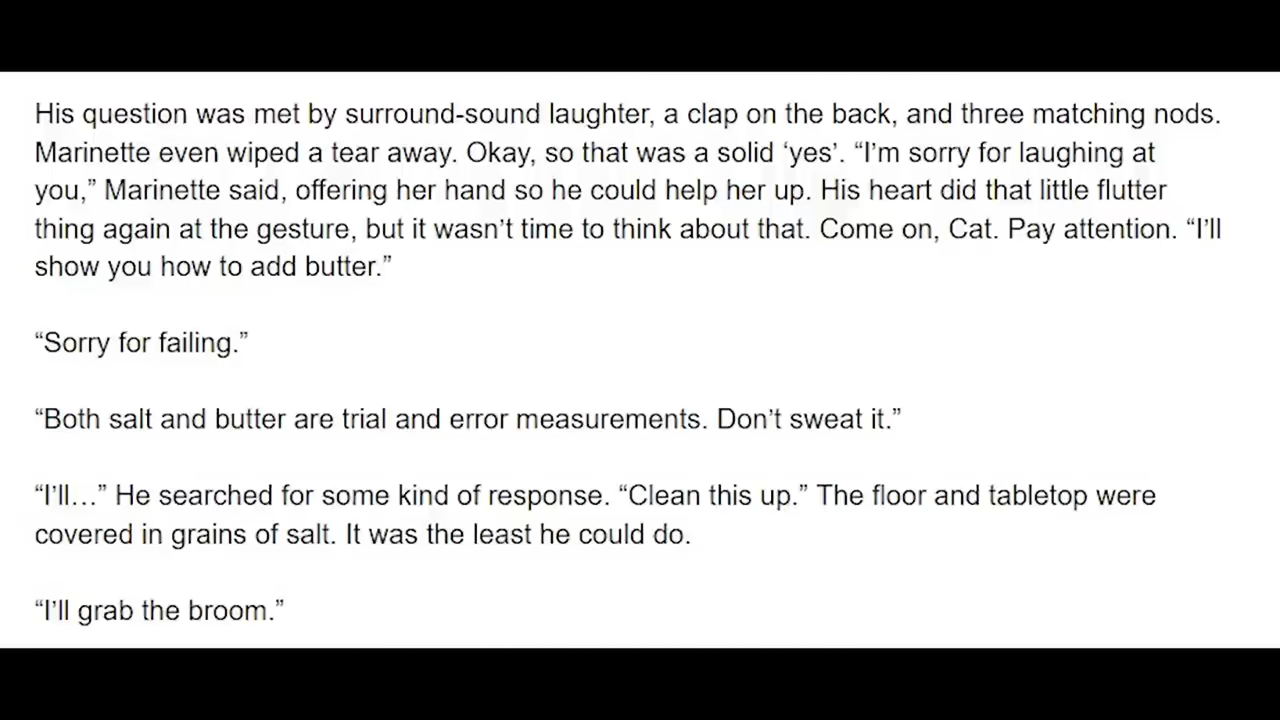 His question was met by surround-sound laughter, a clap on the back, and three matching nods.
Marinette even wiped a tear away. Okay, so that was a solid ‘yes’. “I’m sorry for laughing at
you,” Marinette said, offering her hand so he could help her up. His heart did that little flutter
thing again at the gesture, but it wasn’t time to think about that. Come on, Cat. Pay attention. “I’ll
show you how to add butter.”
“Sorry for failing.”
“Both salt and butter are trial and error measurements. Don’t sweat it.”
“I’ll…” He searched for some kind of response. “Clean this up.” The floor and tabletop were
covered in grains of salt. It was the least he could do.
“I’ll grab the broom.”